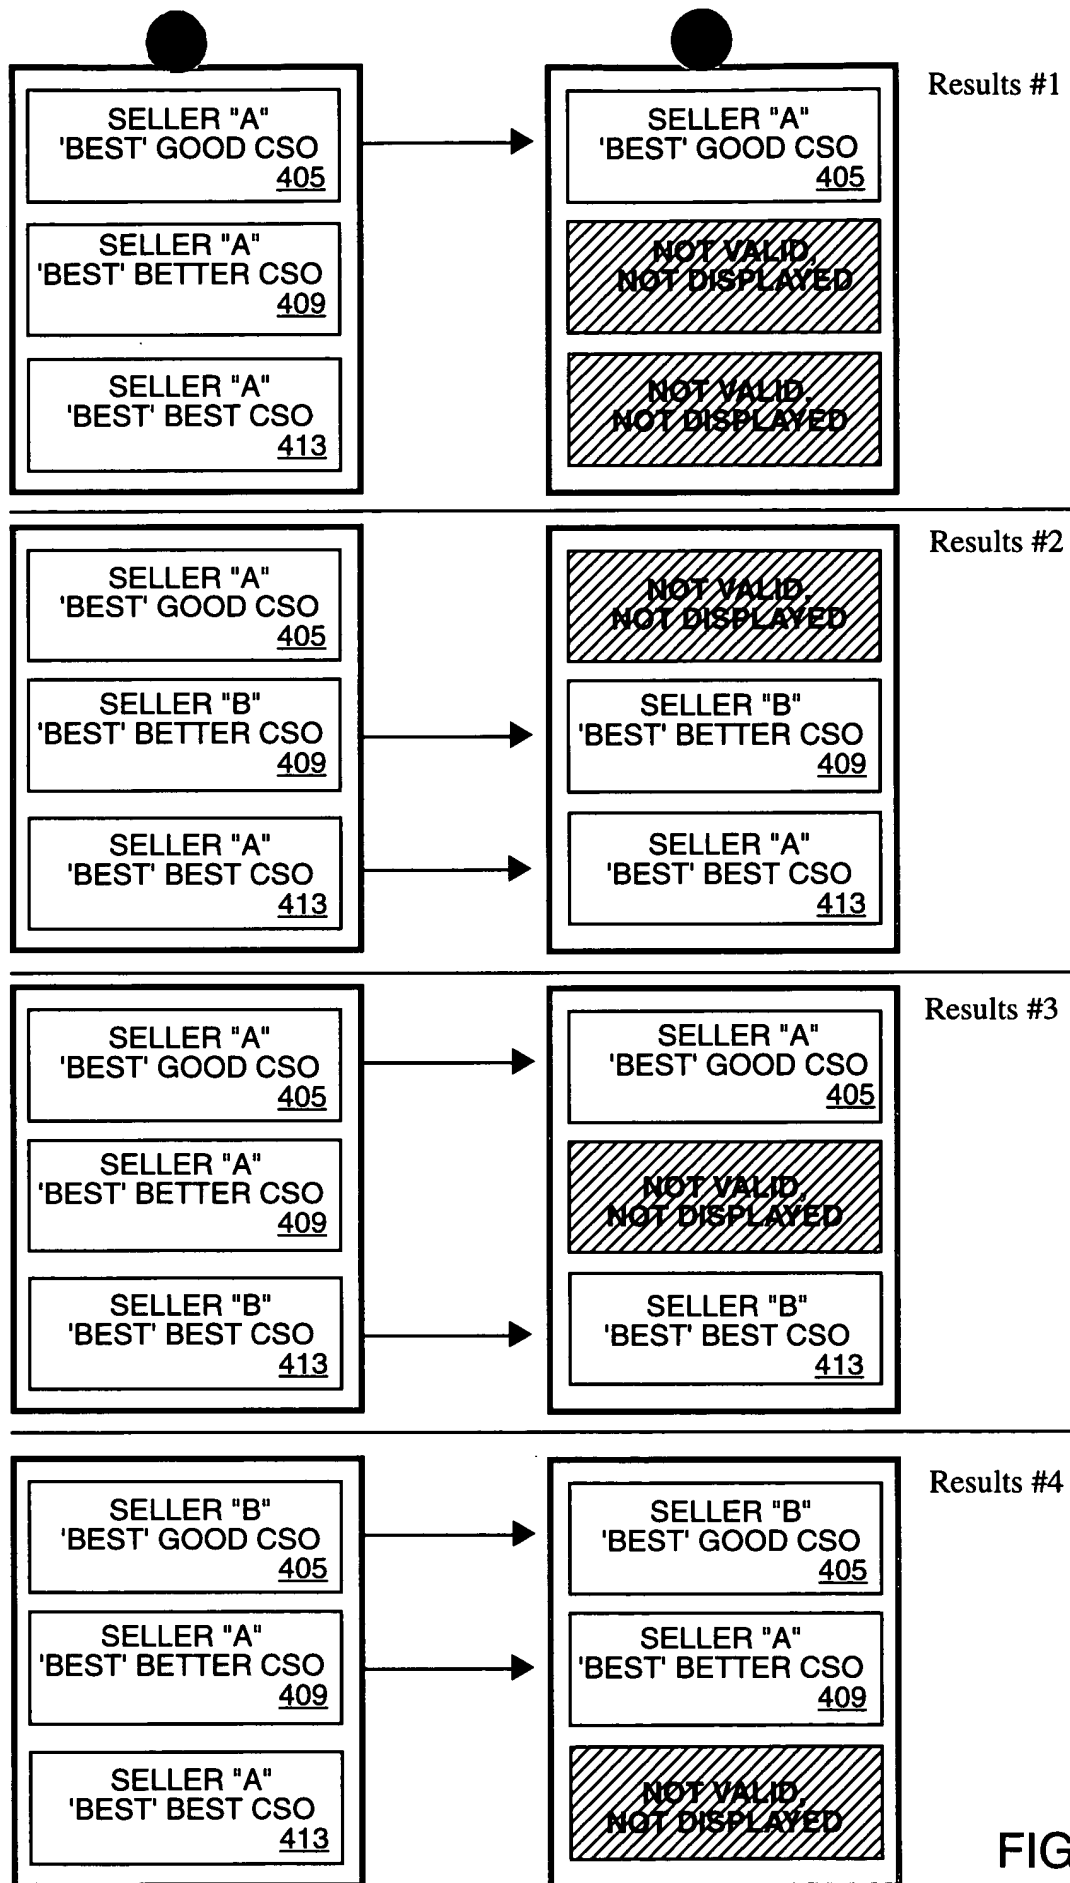 Results #1
SELLER "A"
'BEST' GOOD CSO
405
SELLER "A"
'BEST' BETTER CSO
409
SELLER "A"
'BEST' BEST CSO
413
SELLER "A"
'BEST' GOOD CSO
405
NOT VALID,
NOT DISPLAYED
NOT VALID,
NOT DISPLAYED
Results #2
SELLER "A"
'BEST' GOOD CSO
405
SELLER "B"
'BEST' BETTER CSO
409
SELLER "A"
'BEST' BEST CSO
413
NOT VALID,
NOT DISPLAYED
SELLER "B"
'BEST' BETTER CSO
409
SELLER "A"
'BEST' BEST CSO
413
Results #3
SELLER "A"
'BEST' GOOD CSO
405
SELLER "A"
'BEST' BETTER CSO
409
SELLER "B"
'BEST' BEST CSO
413
SELLER "A"
'BEST' GOOD CSO
405
NOT VALID,
NOT DISPLAYED
SELLER "B"
'BEST' BEST CSO
413
Results #4
SELLER "B"
'BEST' GOOD CSO
405
SELLER "A"
'BEST' BETTER CSO
409
SELLER "A"
'BEST' BEST CSO
413
SELLER "B"
'BEST' GOOD CSO
405
SELLER "A"
'BEST' BETTER CSO
409
NOT VALID,
NOT DISPLAYED
FIG